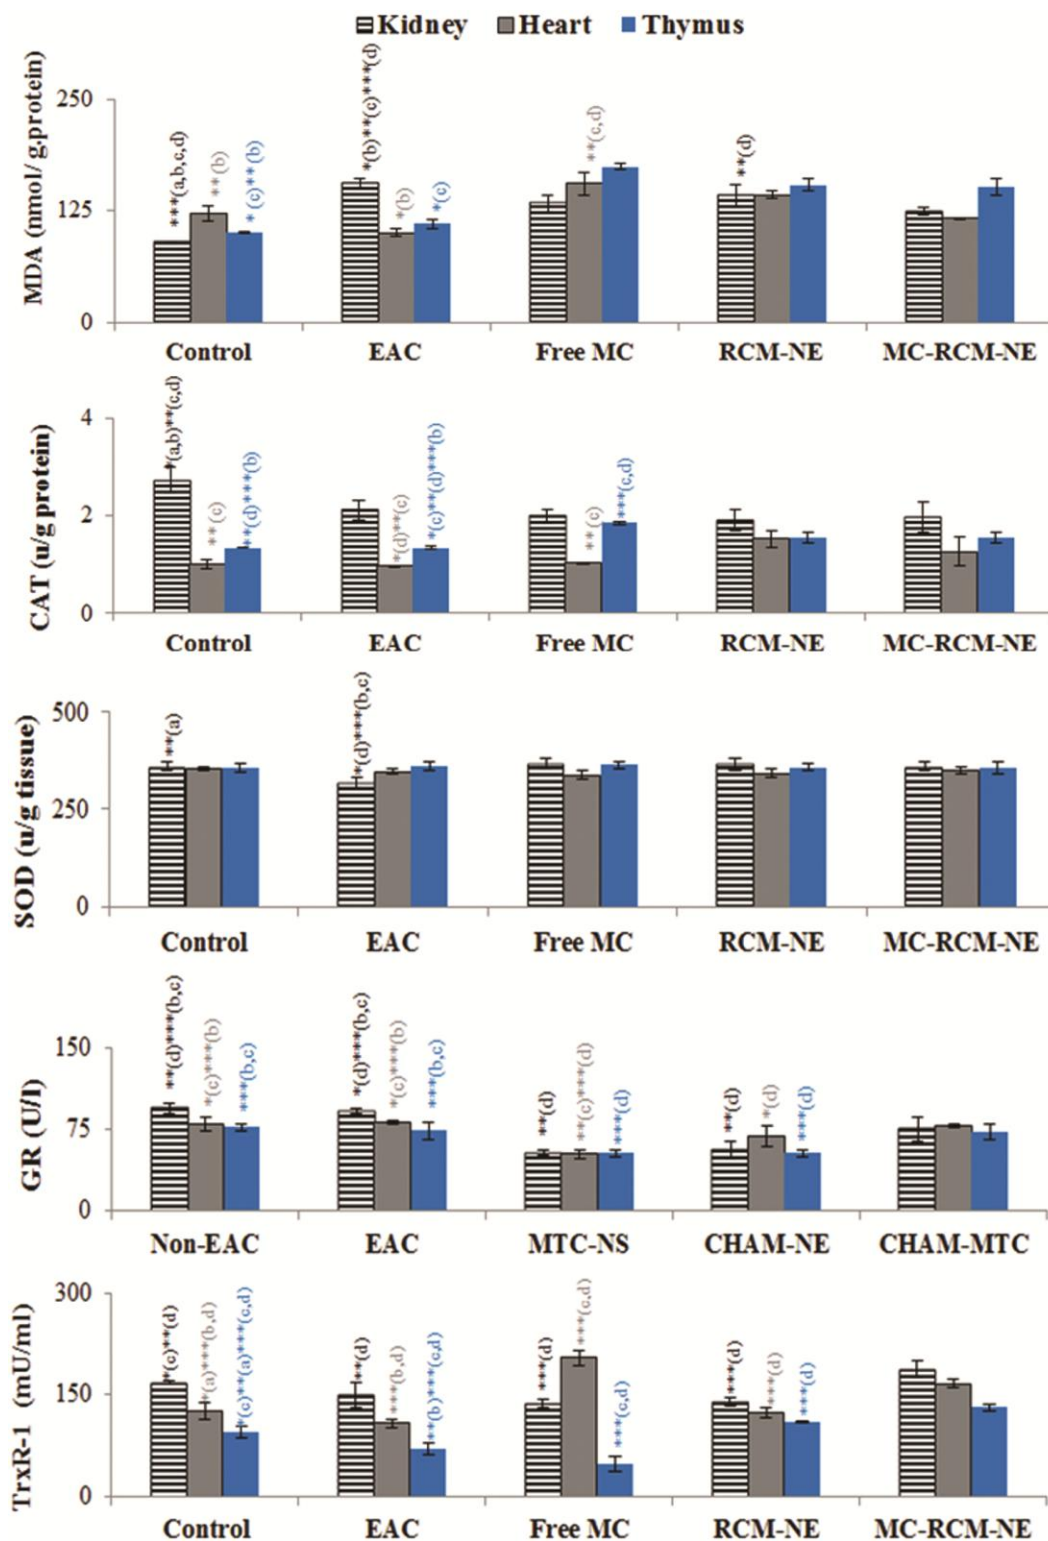 Kidney Heart Thymus
MDA (nmol/ g.protein)
250
125
0
***(a,b,c,d)
**(b)
*(c)**(b)
*(b)**(c)***(d)
*(b)
*(c)
**(c,d)
**(d)
Control EAC Free MC RCM-NE MC-RCM-NE
CAT (u/g protein)
4
2
0
*(a,b)**(c,d)
**(c)
**(d)***(b)
*(d)**(c)
*(c)**(d)***(b)
**(c)
***(c,d)
Control EAC Free MC RCM-NE MC-RCM-NE
SOD (u/g tissue)
500
250
0
**(a)
*(d)***(b,c)
Control EAC Free MC RCM-NE MC-RCM-NE
GR (U/l)
150
75
0
**(d)***(b,c)
*(c)***(b)
***(b,c)
*(d)***(b,c)
*(c)***(b)
***(b,c)
**(d)
**(c)***(d)
***(d)
**(d)
*(d)
***(d)
Non-EAC EAC MTC-NS CHAM-NE CHAM-MTC
TrxR-1 (mU/ml)
300
150
0
*(c)**(d)
*(a)***(b,d)
*(c)**(a)***(c,d)
**(d)
***(b,d)
**(b)***(c,d)
***(d)
***(c,d)
***(c,d)
***(d)
***(d)
***(d)
Control EAC Free MC RCM-NE MC-RCM-NE